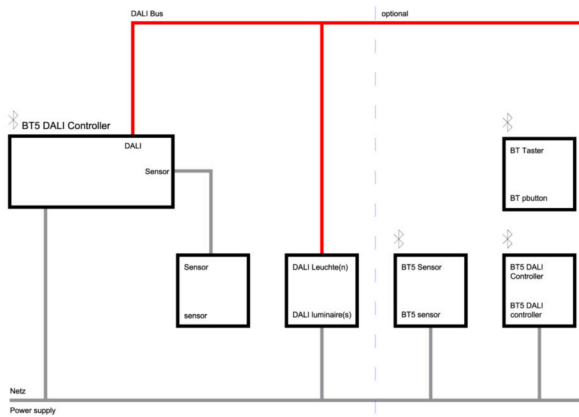 DALI Bus
optional
BT5 DALI Controller
DALI
Sensor
BT Taster
BT pbutton
Sensor
sensor
DALI Leuchte(n)
DALI luminaire(s)
BT5 Sensor
BT5 sensor
BT5 DALI
Controller
BT5 DALI
controller
Netz
Power supply